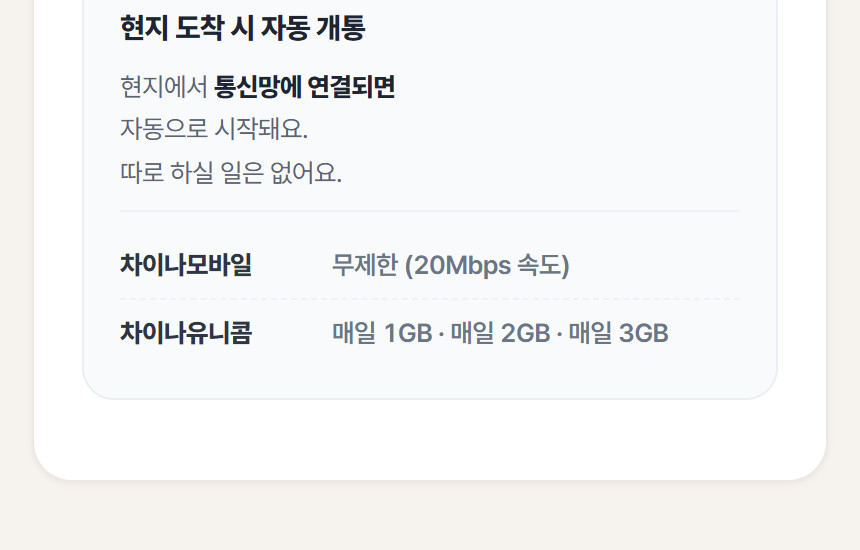 현지 도착 시 자동 개통
현지에서 통신망에 연결되면
자동으로 시작돼요.
따로 하실 일은 없어요.
차이나모바일 무제한 (20Mbps 속도)
차이나유니콤 매일 1GB · 매일 2GB · 매일 3GB